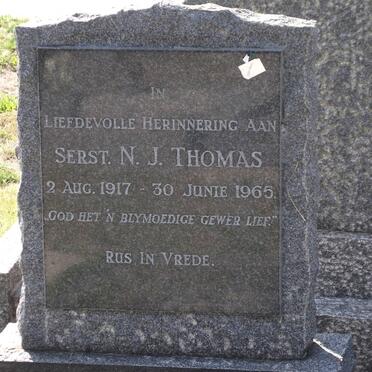 IN
LIEFDEVOLLE HERINNERING AAN
SERST. N. J. THOMAS
2 AUG. 1917 - 30 JUNIE 1965.
„GOD HET 'N BLYMOEDIGE GEWER LIEF.”
RUS IN VREDE.